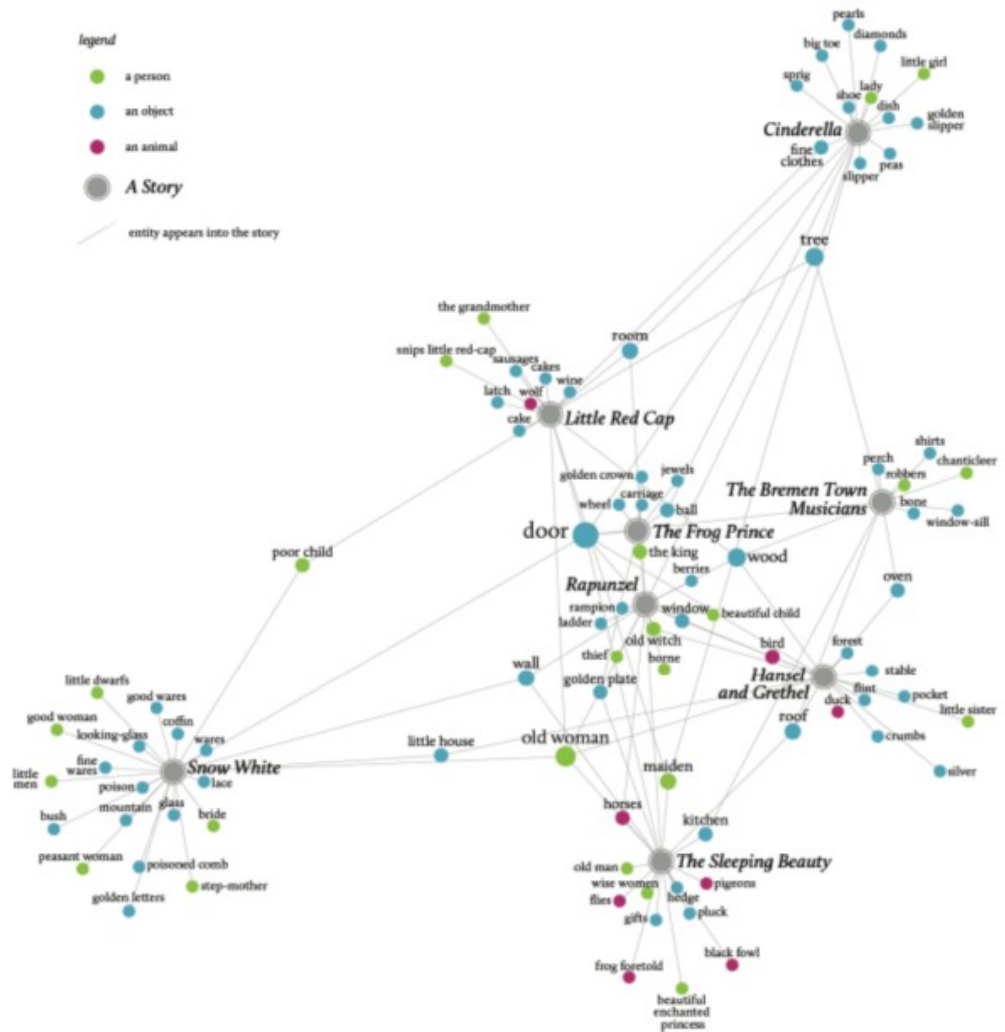 legend
a person
an object
an animal
A Story
entity appears into the story
pearls
big toe
diamonds
little girl
sprig
shoe
lady
dish
golden
slipper
Cinderella
fine
clothes
slipper
peas
tree
the grandmother
room
snips little red-cap
sausages
cakes
wine
latch
wolf
cake
Little Red Cap
shirts
perch
chanticleer
robbers
The Bremen Town
Musicians
bone
window-sill
golden crown
jewels
wheel
carriage
ball
door
The Frog Prince
the king
wood
berries
oven
poor child
Rapunzel
rampion
window
beautiful child
ladder
old witch
thief
borne
bird
forest
wall
golden plate
Hansel
and Grethel
stable
flint
pocket
duck
little sister
roof
crumbs
silver
little dwarfs
good wares
good woman
coffin
looking-glass
wares
little house
old woman
fine
wares
Snow White
little
men
poison
lace
maiden
mountain
glass
bride
bush
horses
kitchen
peasant woman
poisoned comb
step-mother
golden letters
The Sleeping Beauty
old man
wise women
pigeons
flies
hedge
gifts
pluck
black fowl
frog foretold
beautiful
enchanted
princess